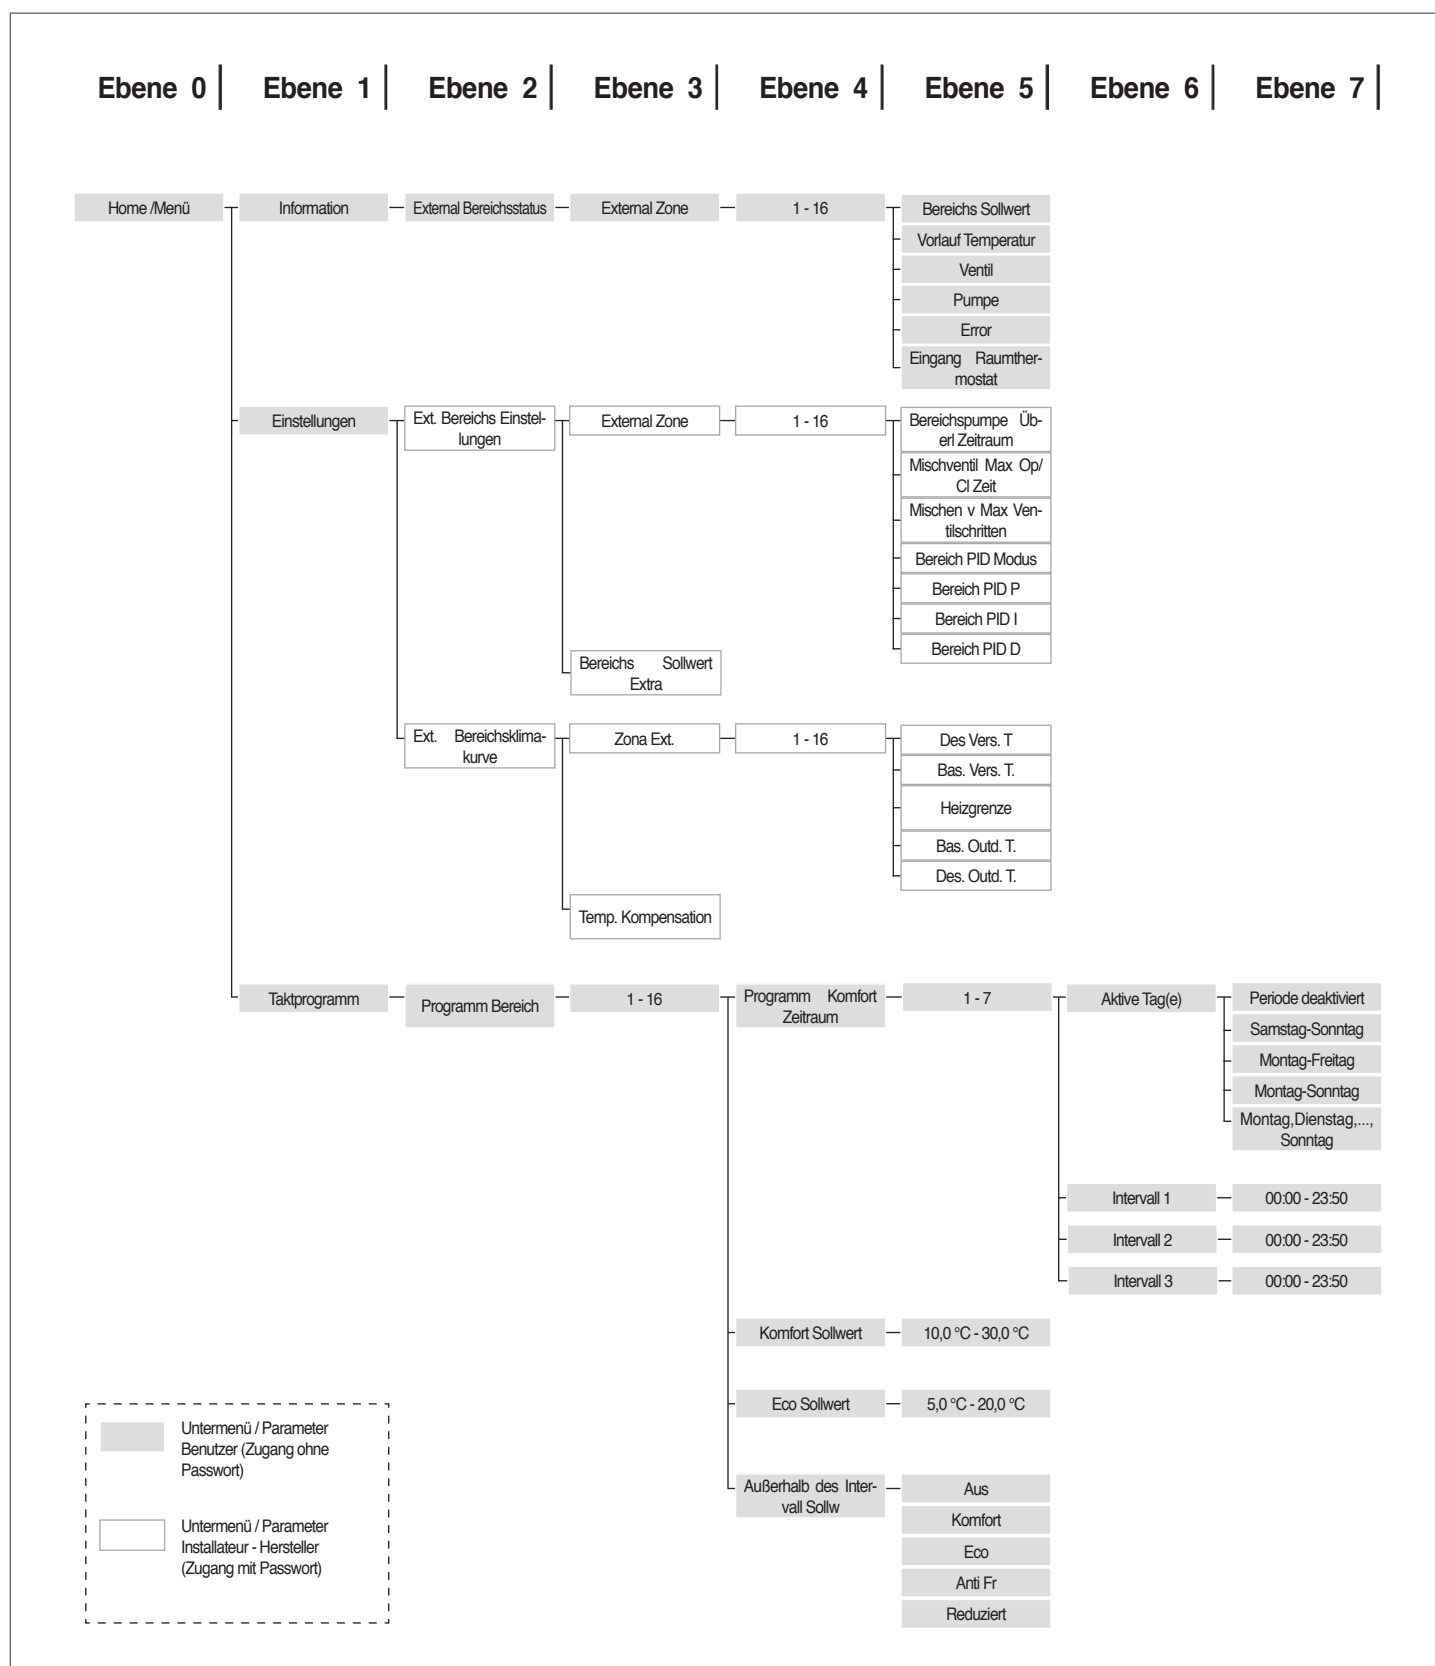 Ebene 0 Ebene 1 Ebene 2 Ebene 3 Ebene 4 Ebene 5 Ebene 6 Ebene 7
Home /Menü Information External Bereichsstatus External Zone 1 - 16 Bereichs Sollwert
Vorlauf Temperatur
Ventil
Pumpe
Error
Eingang Raumther-
mostat
Einstellungen
Ext. Bereichs Einstel-
lungen
External Zone
1 - 16
Bereichspumpe Üb-
erl Zeitraum
Mischventil Max Op/
Cl Zeit
Mischen v Max Ven-
tilschritten
Bereich PID Modus
Bereich PID P
Bereich PID I
Bereich PID D
Bereichs Sollwert
Extra
Ext. Bereichsklima-
kurve
Zona Ext.
1 - 16
Des Vers. T
Bas. Vers. T.
Heizgrenze
Bas. Outd. T.
Des. Outd. T.
Temp. Kompensation
Taktprogramm
Programm Bereich
1 - 16
Programm Komfort
Zeitraum
1 - 7
Aktive Tag(e)
Periode deaktiviert
Samstag-Sonntag
Montag-Freitag
Montag-Sonntag
Montag,Dienstag,...,
Sonntag
Intervall 1 00:00 - 23:50
Intervall 2 00:00 - 23:50
Intervall 3 00:00 - 23:50
Komfort Sollwert 10,0 °C - 30,0 °C
Eco Sollwert 5,0 °C - 20,0 °C
Außerhalb des Inter-
vall Sollw
Aus
Komfort
Eco
Anti Fr
Reduziert
Untermenü / Parameter
Benutzer (Zugang ohne
Passwort)
Untermenü / Parameter
Installateur - Hersteller
(Zugang mit Passwort)